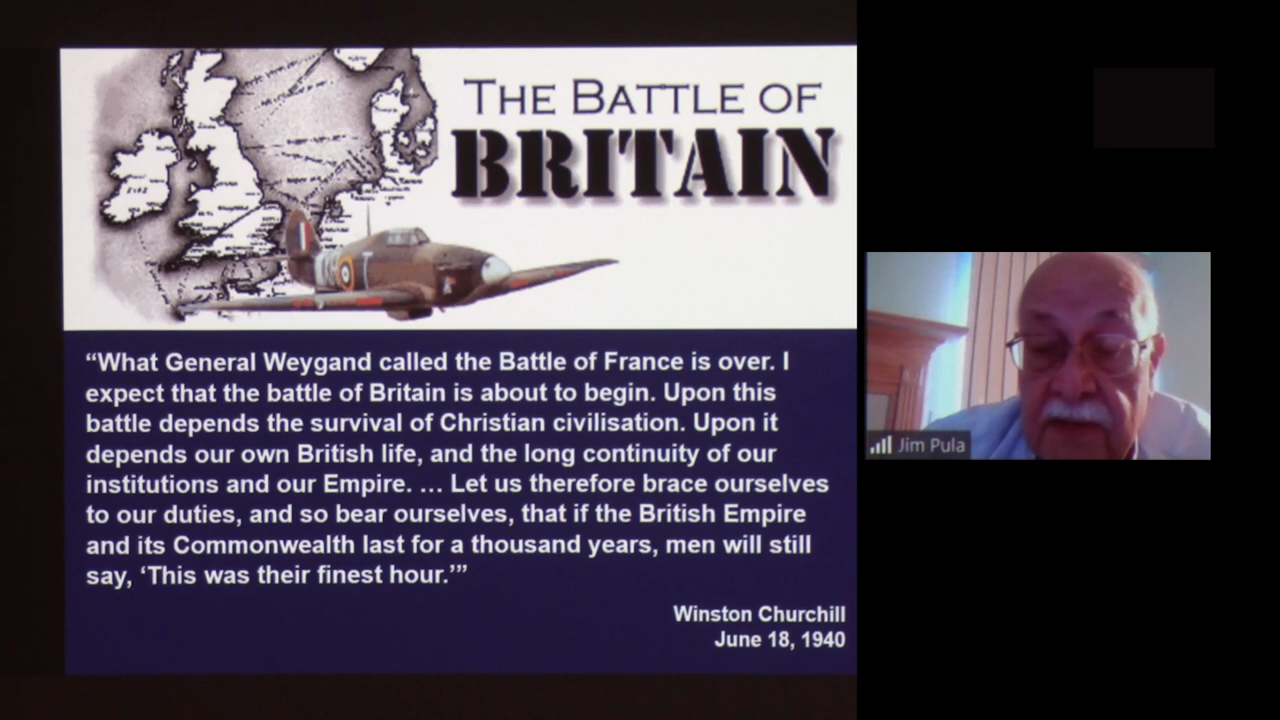 THE BATTLE OF
BRITAIN
EIRE
T
“What General Weygand called the Battle of France is over. I
expect that the battle of Britain is about to begin. Upon this
battle depends the survival of Christian civilisation. Upon it
depends our own British life, and the long continuity of our
institutions and our Empire. … Let us therefore brace ourselves
to our duties, and so bear ourselves, that if the British Empire
and its Commonwealth last for a thousand years, men will still
say, ‘This was their finest hour.’”
Winston Churchill
June 18, 1940
Jim Pula